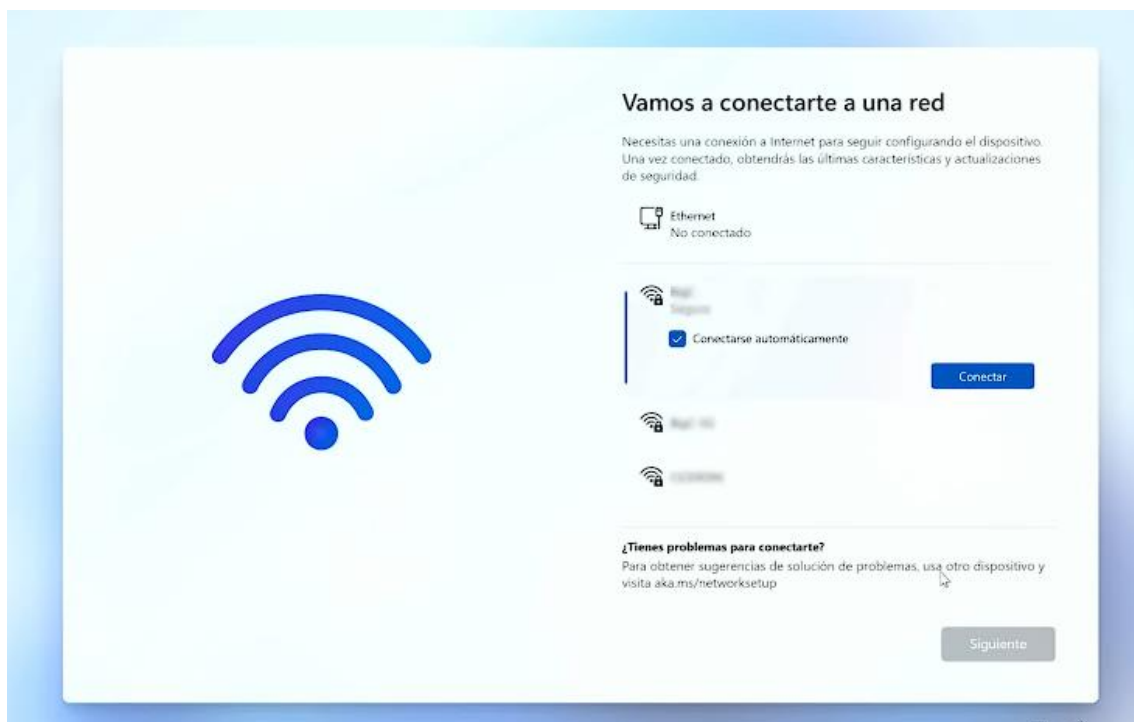 Vamos a conectarte a una red
Necesitas una conexión a Internet para seguir configurando el dispositivo.
Una vez conectado, obtendrás las últimas características y actualizaciones
de seguridad.
Ethernet
No conectado
Conectarse automáticamente
Conectar
¿Tienes problemas para conectarte?
Para obtener sugerencias de solución de problemas, usa otro dispositivo y
visita aka.ms/networksetup
Siguiente